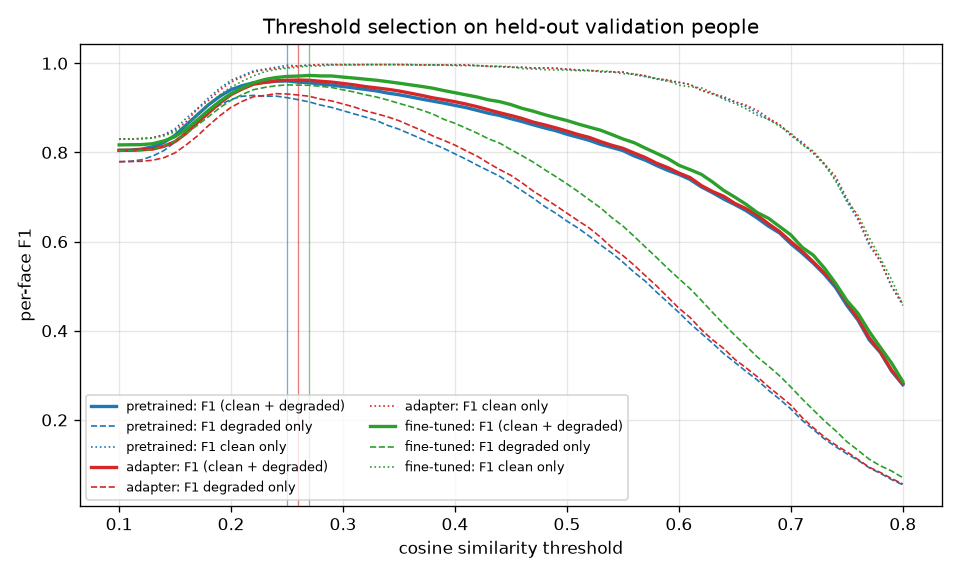 Threshold selection on held-out validation people
per-face F1
1.0
0.8
0.6
0.4
0.2
pretrained: F1 (clean + degraded)
pretrained: F1 degraded only
pretrained: F1 clean only
adapter: F1 (clean + degraded)
adapter: F1 degraded only
adapter: F1 clean only
fine-tuned: F1 (clean + degraded)
fine-tuned: F1 degraded only
fine-tuned: F1 clean only
0.1 0.2 0.3 0.4 0.5 0.6 0.7 0.8
cosine similarity threshold